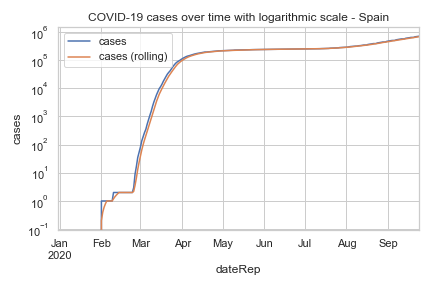 COVID-19 cases over time with logarithmic scale - Spain
cases
cases (rolling)
10^6
10^5
10^4
10^3
10^2
10^1
10^0
10^-1
cases
Jan Feb Mar Apr May Jun Jul Aug Sep
2020
dateRep